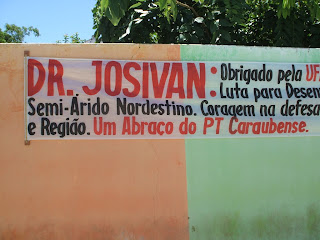 DR. JOSIVAN: Obrigado pela UF
Luta para Desen
Semi-Árido Nordestino. Coragem na defesa
e Região. Um Abraço do PT Caraubense.